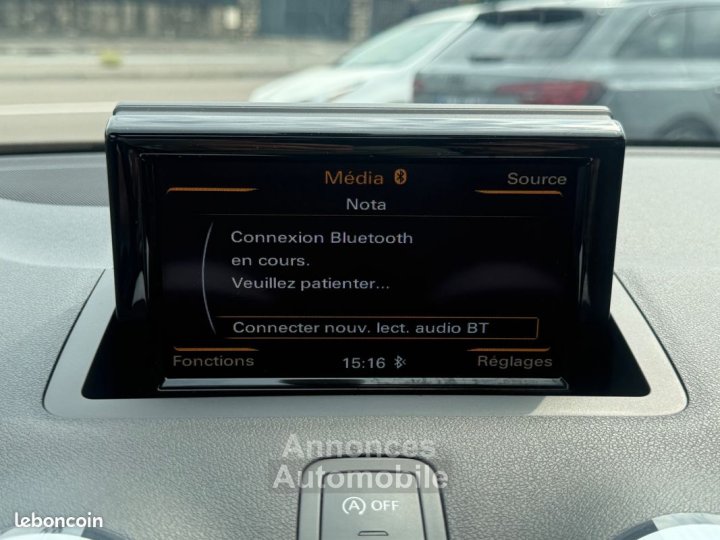 Média
Source
Nota
Connexion Bluetooth
en cours.
Veuillez patienter...
Connecter nouv. lect. audio BT
Fonctions
15:16
Réglages
Annonces
Automobile
A OFF
leboncoin